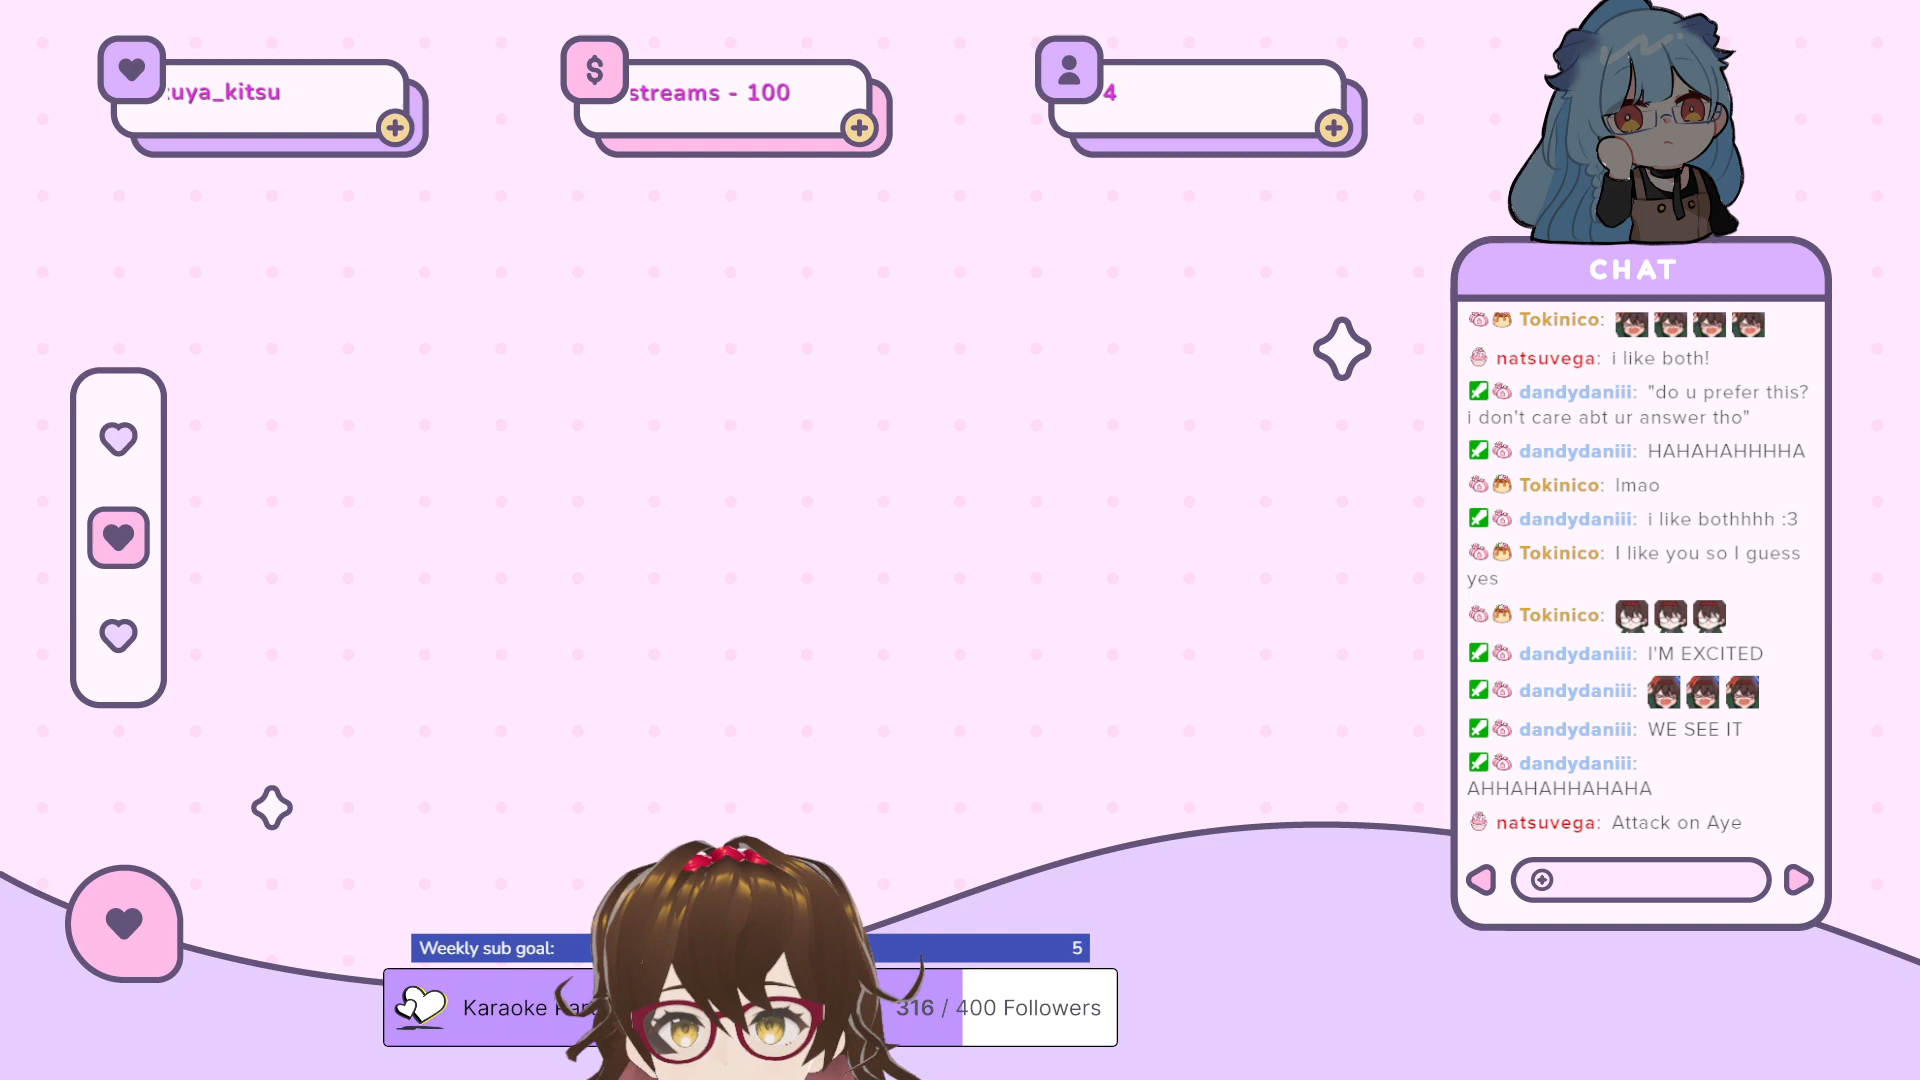 uya_kitsu
streams - 100
4
CHAT
Tokinico:
natsuvega: i like both!
dandydaniii: "do u prefer this?
i don't care abt ur answer tho"
dandydaniii: HAHAHAHHHHA
Tokinico: lmao
dandydaniii: i like bothhhh :3
Tokinico: I like you so I guess
yes
Tokinico:
dandydaniii: I'M EXCITED
dandydaniii:
dandydaniii: WE SEE IT
dandydaniii:
AHHAHAHHAHAHA
natsuvega: Attack on Aye
Weekly sub goal: 5
Karaoke 316 / 400 Followers